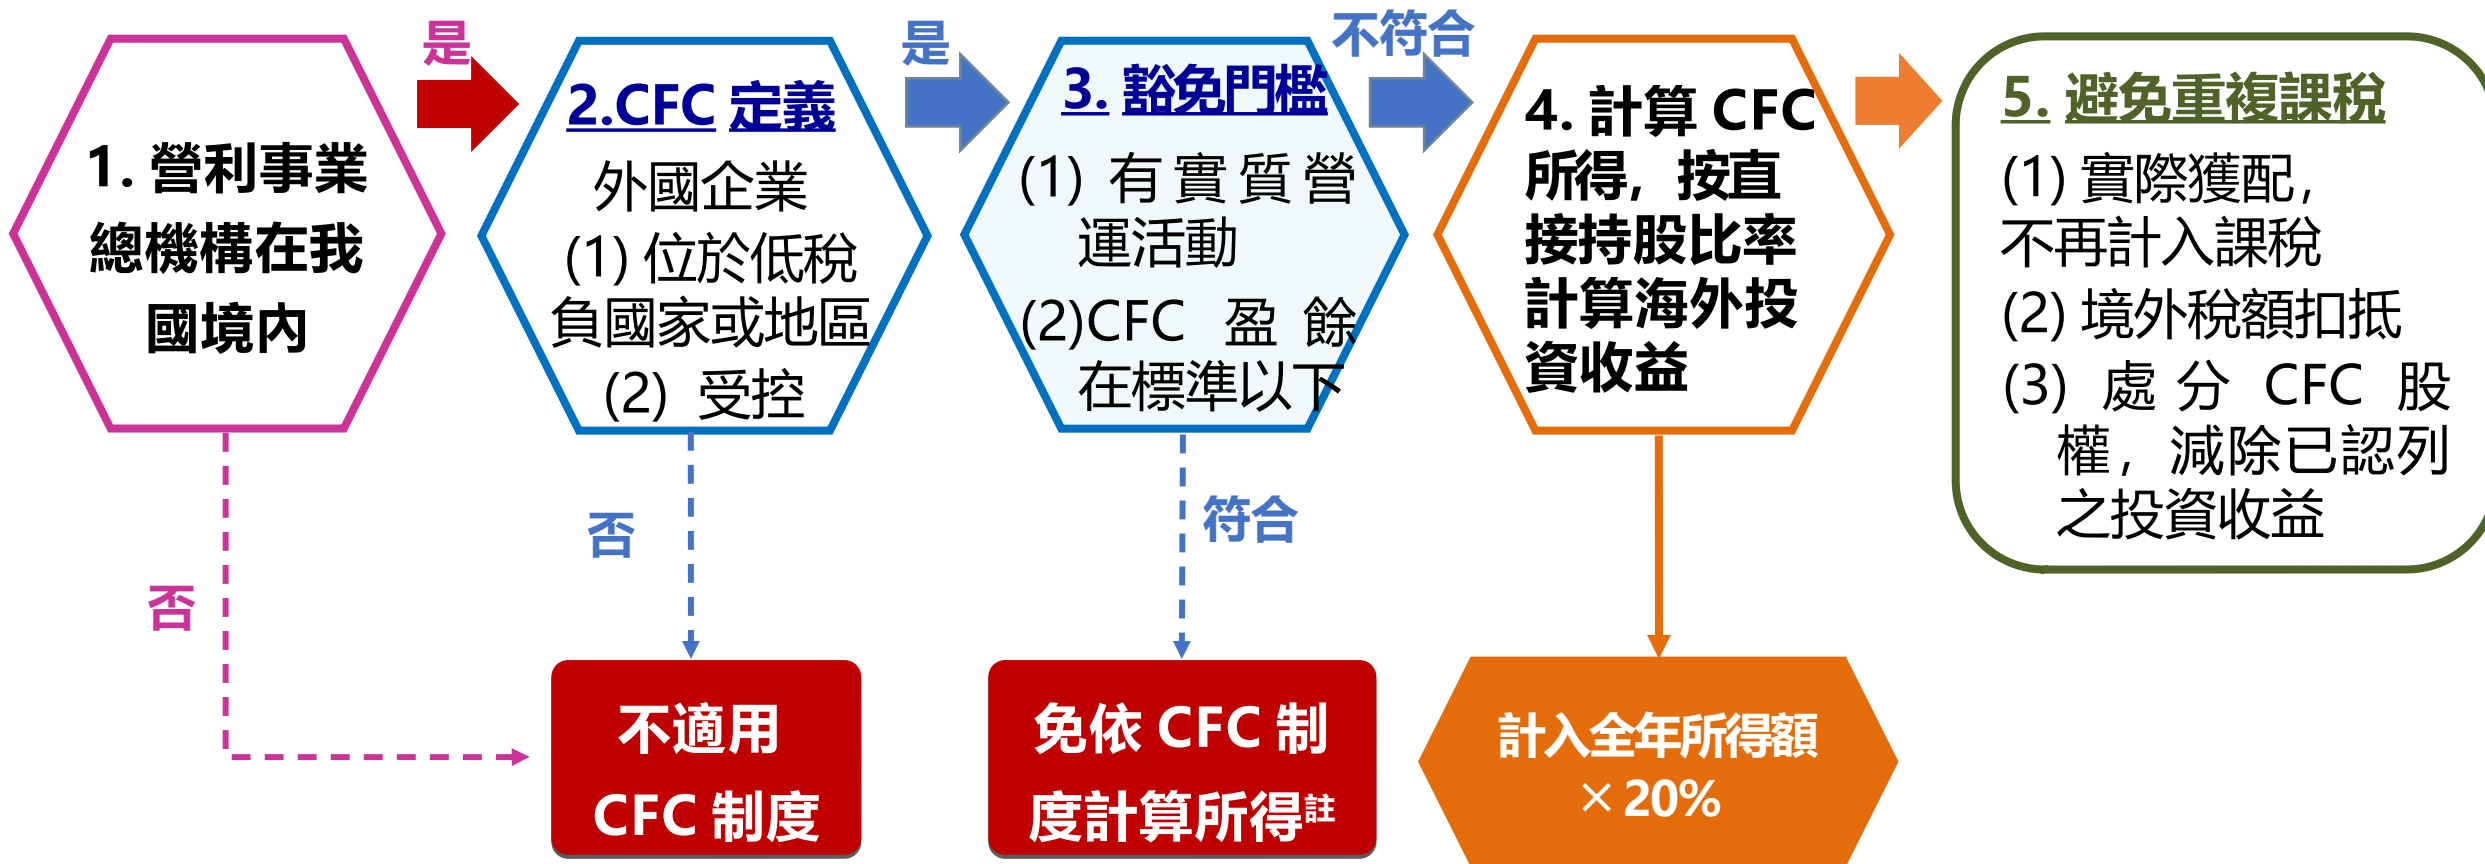 是
1. 營利事業
總機構在我
國境內
否
是
2.CFC 定義
外國企業
(1) 位於低稅
負國家或地區
(2) 受控
否
不符合
3. 豁免門檻
(1) 有實質營
運活動
(2)CFC 盈餘
在標準以下
符合
4. 計算 CFC
所得，按直
接持股比率
計算海外投
資收益
5. 避免重複課稅
(1) 實際獲配，
不再計入課稅
(2) 境外稅額扣抵
(3) 處分 CFC 股
權，減除已認列
之投資收益
不適用
CFC 制度
免依 CFC 制
度計算所得註
計入全年所得額
×20%